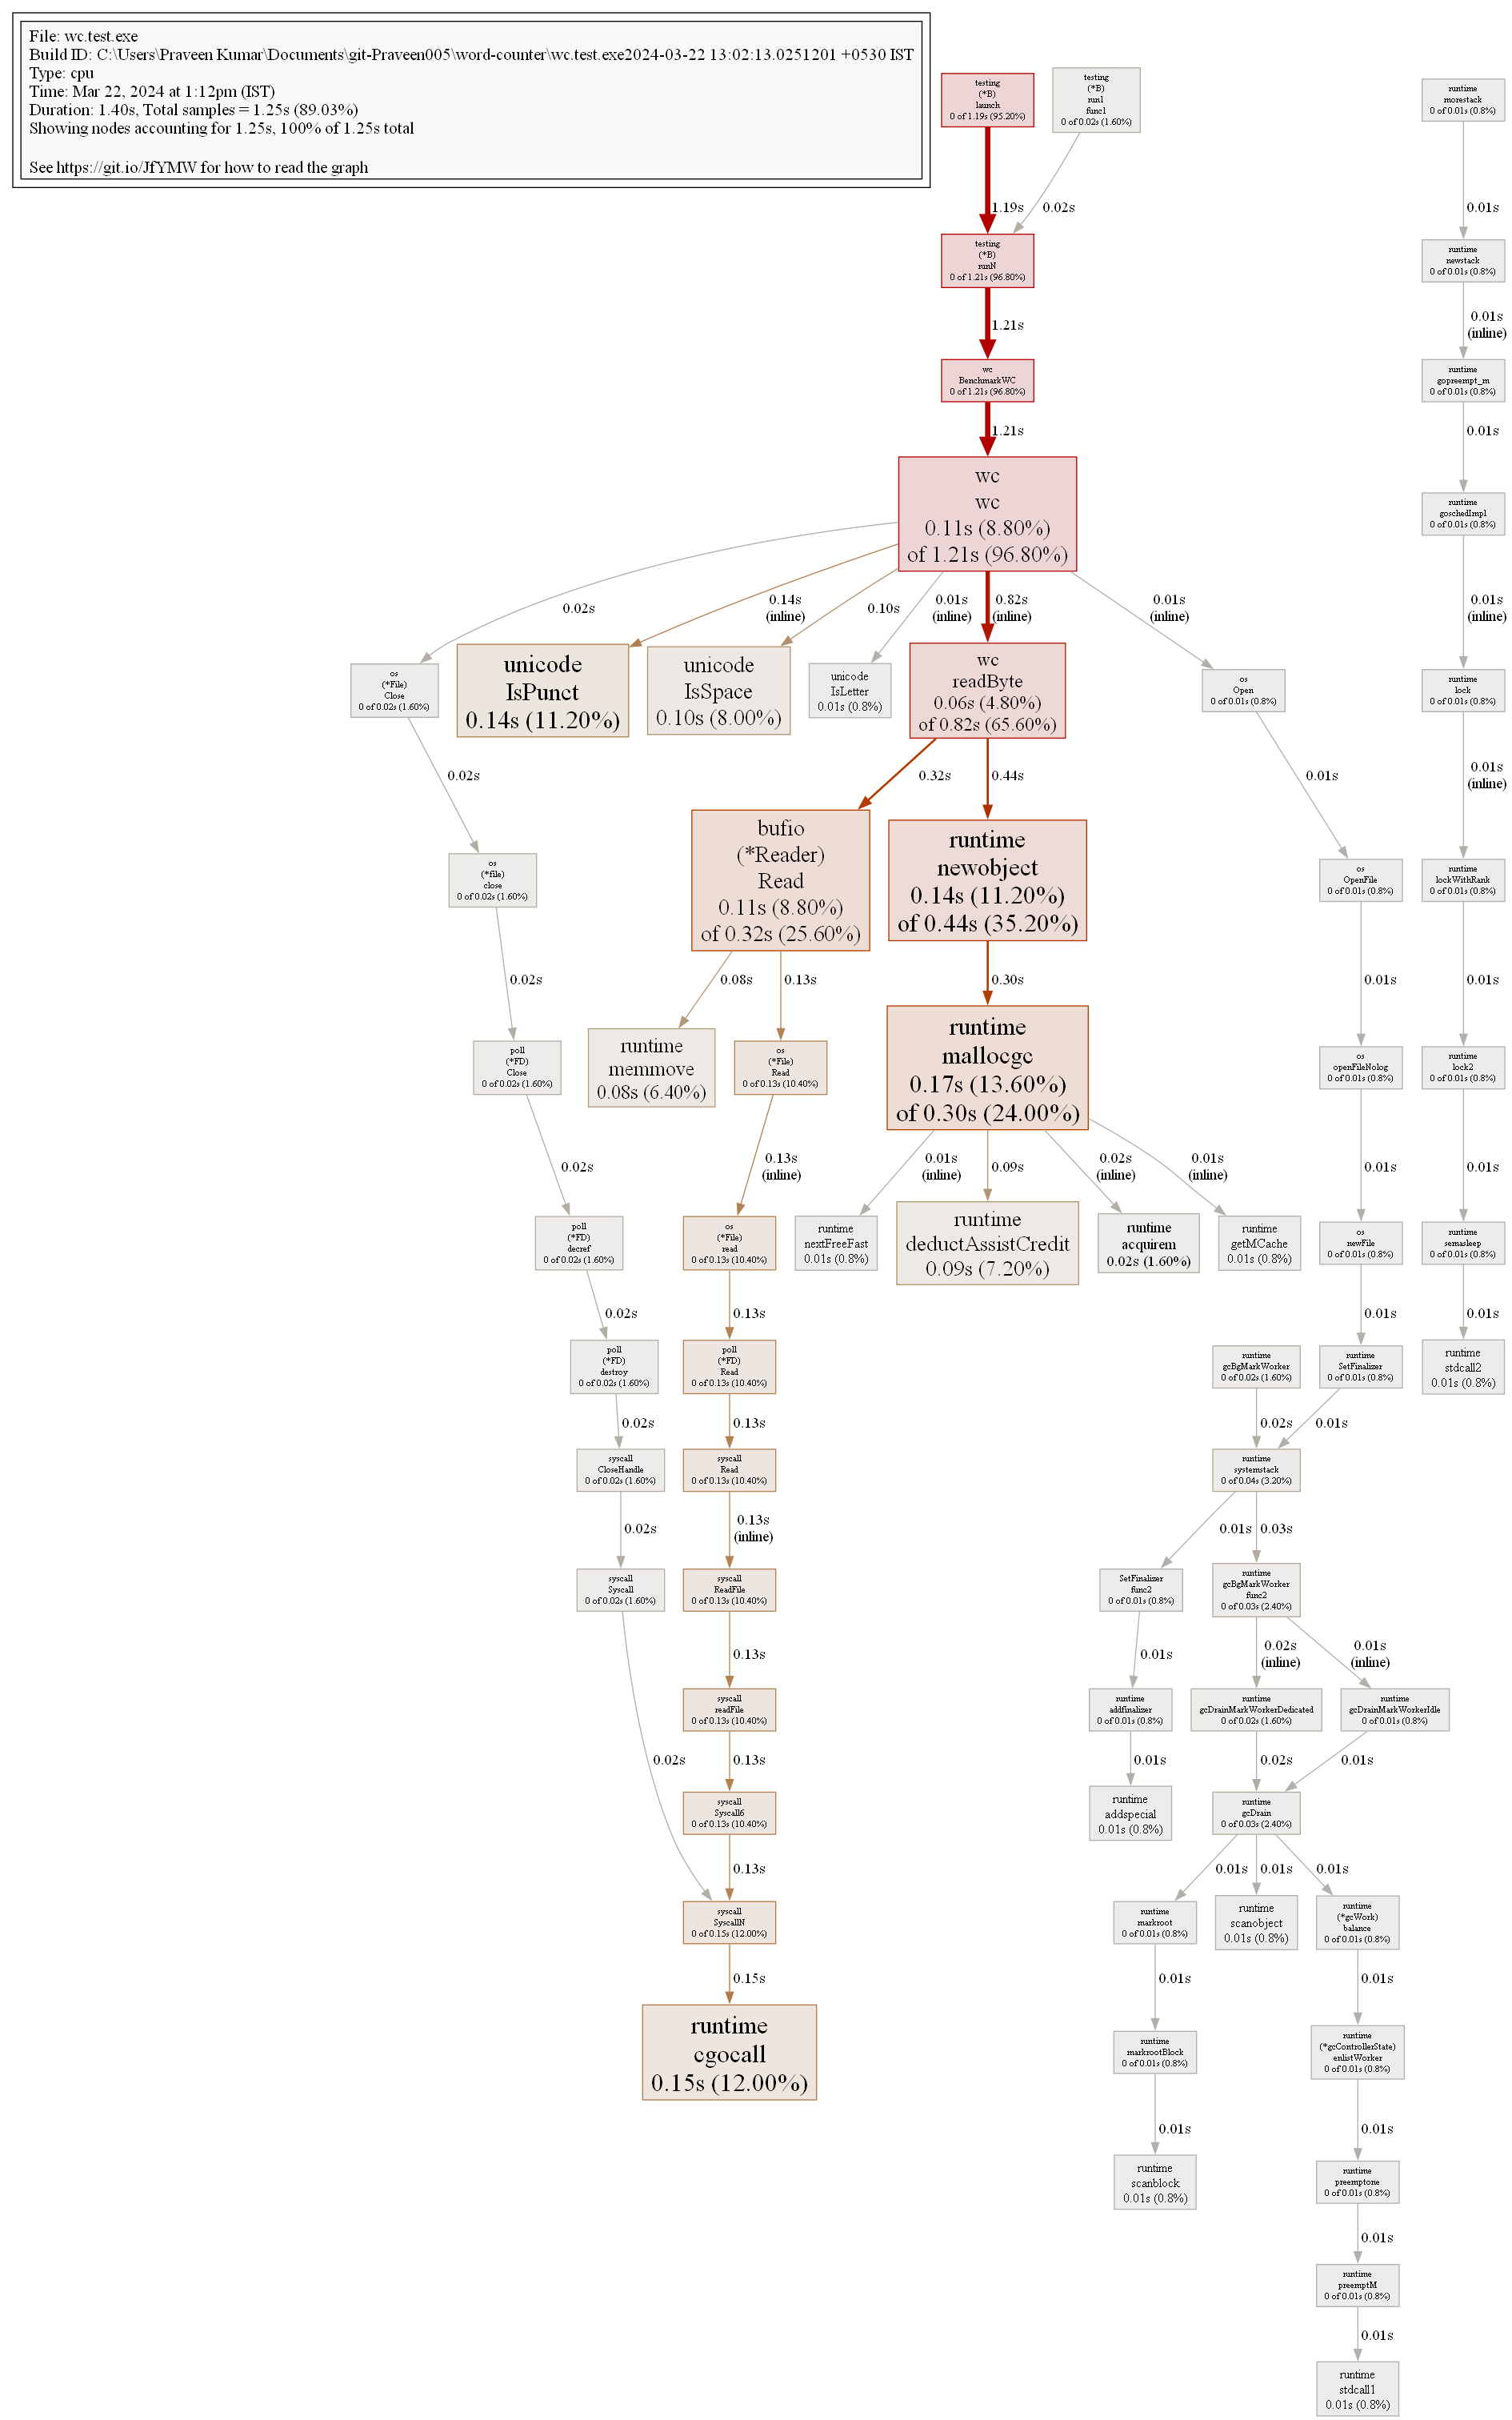 File: wc.test.exe
Build ID: C:\Users\Praveen Kumar\Documents\git-Praveen005\word-counter\wc.test.exe2024-03-22 13:02:13.0251201 +0530 IST
Type: cpu
Time: Mar 22, 2024 at 1:12pm (IST)
Duration: 1.40s, Total samples = 1.25s (89.03%)
Showing nodes accounting for 1.25s, 100% of 1.25s total
See https://git.io/JfYMW for how to read the graph
testing
(*B)
launch
0 of 1.19s (95.20%)
testing
(*B)
run1
func1
0 of 0.02s (1.60%)
runtime
morestack
0 of 0.01s (0.8%)
1.19s
0.02s
0.01s
testing
(*B)
runN
0 of 1.21s (96.80%)
runtime
newstack
0 of 0.01s (0.8%)
1.21s
0.01s
(inline)
wc
BenchmarkWC
0 of 1.21s (96.80%)
runtime
gopreempt_m
0 of 0.01s (0.8%)
1.21s
0.01s
wc
wc
0.11s (8.80%)
of 1.21s (96.80%)
runtime
goschedImpl
0 of 0.01s (0.8%)
0.02s
0.14s
(inline)
0.10s
0.01s
(inline)
0.82s
(inline)
0.01s
(inline)
0.01s
(inline)
os
(*File)
Close
0 of 0.02s (1.60%)
unicode
IsPunct
0.14s (11.20%)
unicode
IsSpace
0.10s (8.00%)
unicode
IsLetter
0.01s (0.8%)
wc
readByte
0.06s (4.80%)
of 0.82s (65.60%)
os
Open
0 of 0.01s (0.8%)
runtime
lock
0 of 0.01s (0.8%)
0.02s
0.32s
0.44s
0.01s
0.01s
(inline)
os
(*file)
close
0 of 0.02s (1.60%)
bufio
(*Reader)
Read
0.11s (8.80%)
of 0.32s (25.60%)
runtime
newobject
0.14s (11.20%)
of 0.44s (35.20%)
os
OpenFile
0 of 0.01s (0.8%)
runtime
lockWithRank
0 of 0.01s (0.8%)
0.02s
0.08s
0.13s
0.30s
0.01s
0.01s
poll
(*FD)
Close
0 of 0.02s (1.60%)
runtime
memmove
0.08s (6.40%)
os
(*File)
Read
0 of 0.13s (10.40%)
runtime
mallocgc
0.17s (13.60%)
of 0.30s (24.00%)
os
openFileNolog
0 of 0.01s (0.8%)
runtime
lock2
0 of 0.01s (0.8%)
0.02s
0.13s
(inline)
0.01s
(inline)
0.09s
0.02s
(inline)
0.01s
(inline)
0.01s
0.01s
poll
(*FD)
decref
0 of 0.02s (1.60%)
os
(*File)
read
0 of 0.13s (10.40%)
runtime
nextFreeFast
0.01s (0.8%)
runtime
deductAssistCredit
0.09s (7.20%)
runtime
acquirem
0.02s (1.60%)
runtime
getMCache
0.01s (0.8%)
os
newFile
0 of 0.01s (0.8%)
runtime
semasleep
0 of 0.01s (0.8%)
0.02s
0.13s
0.01s
0.01s
poll
(*FD)
destroy
0 of 0.02s (1.60%)
poll
(*FD)
Read
0 of 0.13s (10.40%)
runtime
gcBgMarkWorker
0 of 0.02s (1.60%)
runtime
SetFinalizer
0 of 0.01s (0.8%)
runtime
stdcall2
0.01s (0.8%)
0.02s
0.13s
0.02s
0.01s
syscall
CloseHandle
0 of 0.02s (1.60%)
syscall
Read
0 of 0.13s (10.40%)
runtime
systemstack
0 of 0.04s (3.20%)
0.02s
0.13s
(inline)
0.01s
0.03s
syscall
Syscall
0 of 0.02s (1.60%)
syscall
ReadFile
0 of 0.13s (10.40%)
SetFinalizer
func2
0 of 0.01s (0.8%)
runtime
gcBgMarkWorker
func2
0 of 0.03s (2.40%)
0.13s
0.01s
0.02s
(inline)
0.01s
(inline)
syscall
readFile
0 of 0.13s (10.40%)
runtime
addfinalizer
0 of 0.01s (0.8%)
runtime
gcDrainMarkWorkerDedicated
0 of 0.02s (1.60%)
runtime
gcDrainMarkWorkerIdle
0 of 0.01s (0.8%)
0.02s
0.13s
0.01s
0.02s
0.01s
syscall
Syscall6
0 of 0.13s (10.40%)
runtime
addspecial
0.01s (0.8%)
runtime
gcDrain
0 of 0.03s (2.40%)
0.13s
0.01s
0.01s
0.01s
syscall
SyscallN
0 of 0.15s (12.00%)
runtime
markroot
0 of 0.01s (0.8%)
runtime
scanobject
0.01s (0.8%)
runtime
(*gcWork)
balance
0 of 0.01s (0.8%)
0.15s
0.01s
0.01s
runtime
cgocall
0.15s (12.00%)
runtime
markrootBlock
0 of 0.01s (0.8%)
runtime
(*gcControllerState)
enlistWorker
0 of 0.01s (0.8%)
0.01s
0.01s
runtime
scanblock
0.01s (0.8%)
runtime
preemptone
0 of 0.01s (0.8%)
0.01s
runtime
preemptM
0 of 0.01s (0.8%)
0.01s
runtime
stdcall1
0.01s (0.8%)